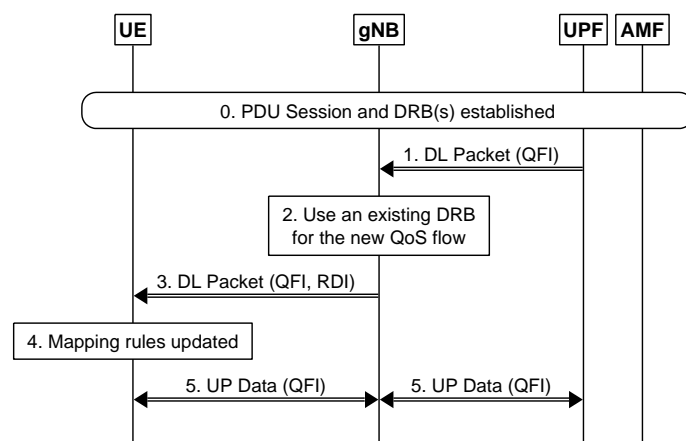 UE
gNB
UPF
AMF
0. PDU Session and DRB(s) established
1. DL Packet (QFI)
2. Use an existing DRB
for the new QoS flow
3. DL Packet (QFI, RDI)
4. Mapping rules updated
5. UP Data (QFI)
5. UP Data (QFI)